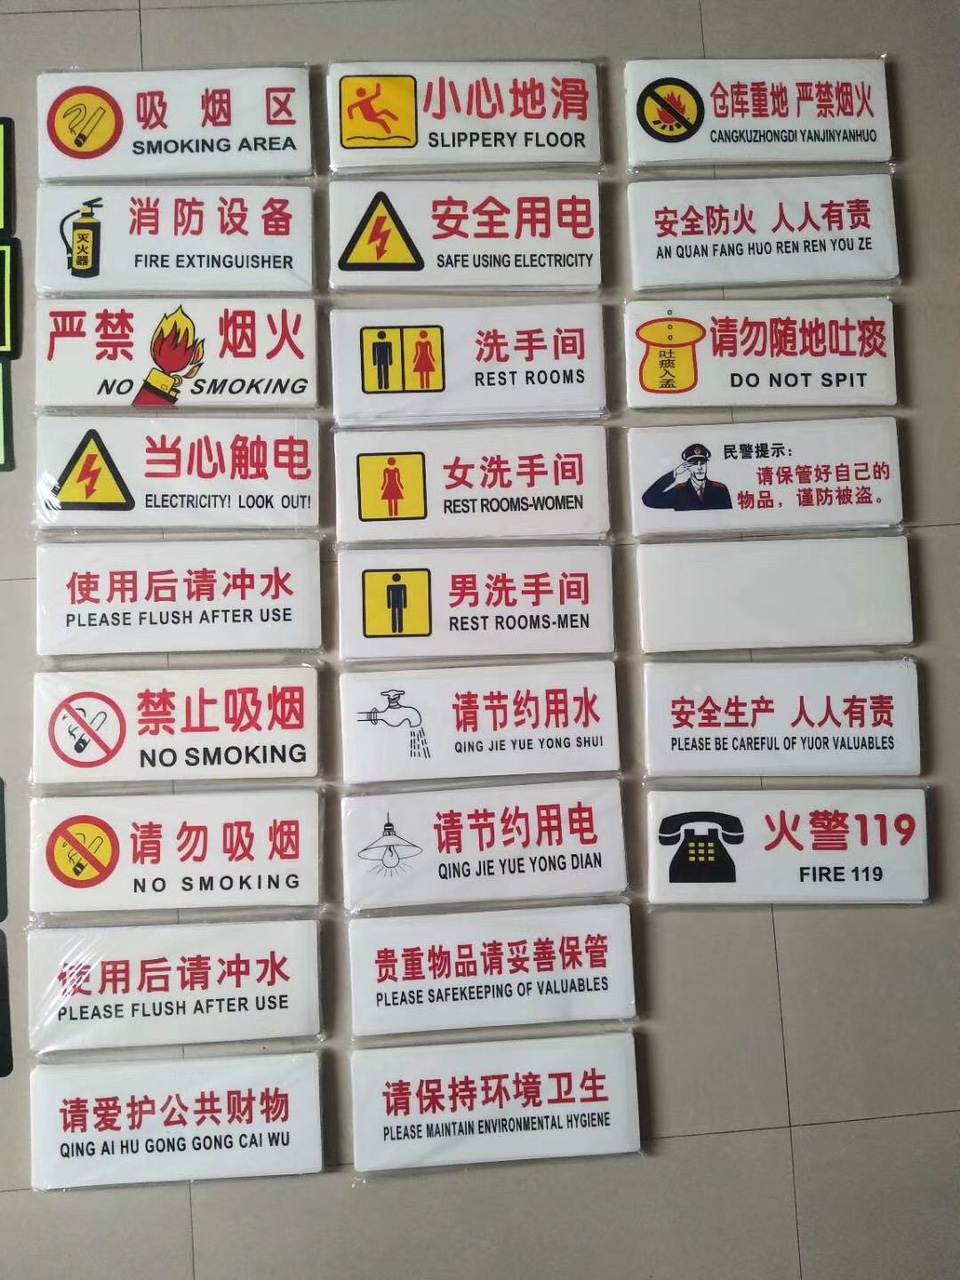 吸烟区
SMOKING AREA
消防设备
灭火器
FIRE EXTINGUISHER
严禁烟火
NO SMOKING
当心触电
ELECTRICITY! LOOK OUT!
使用后请冲水
PLEASE FLUSH AFTER USE
禁止吸烟
NO SMOKING
请勿吸烟
NO SMOKING
使用后请冲水
PLEASE FLUSH AFTER USE
请爱护公共财物
QING AI HU GONG GONG CAI WU
小心地滑
SLIPPERY FLOOR
安全用电
SAFE USING ELECTRICITY
洗手间
REST ROOMS
女洗手间
REST ROOMS-WOMEN
男洗手间
REST ROOMS-MEN
请节约用水
QING JIE YUE YONG SHUI
请节约用电
QING JIE YUE YONG DIAN
贵重物品请妥善保管
PLEASE SAFEKEEPING OF VALUABLES
请保持环境卫生
PLEASE MAINTAIN ENVIRONMENTAL HYGIENE
仓库重地 严禁烟火
CANGKUZHONGDI YANJINYANHUO
安全防火 人人有责
AN QUAN FANG HUO REN REN YOU ZE
吐痰入盂
请勿随地吐痰
DO NOT SPIT
民警提示:
请保管好自己的
物品，谨防被盗。
安全生产 人人有责
PLEASE BE CAREFUL OF YUOR VALUABLES
火警119
FIRE 119